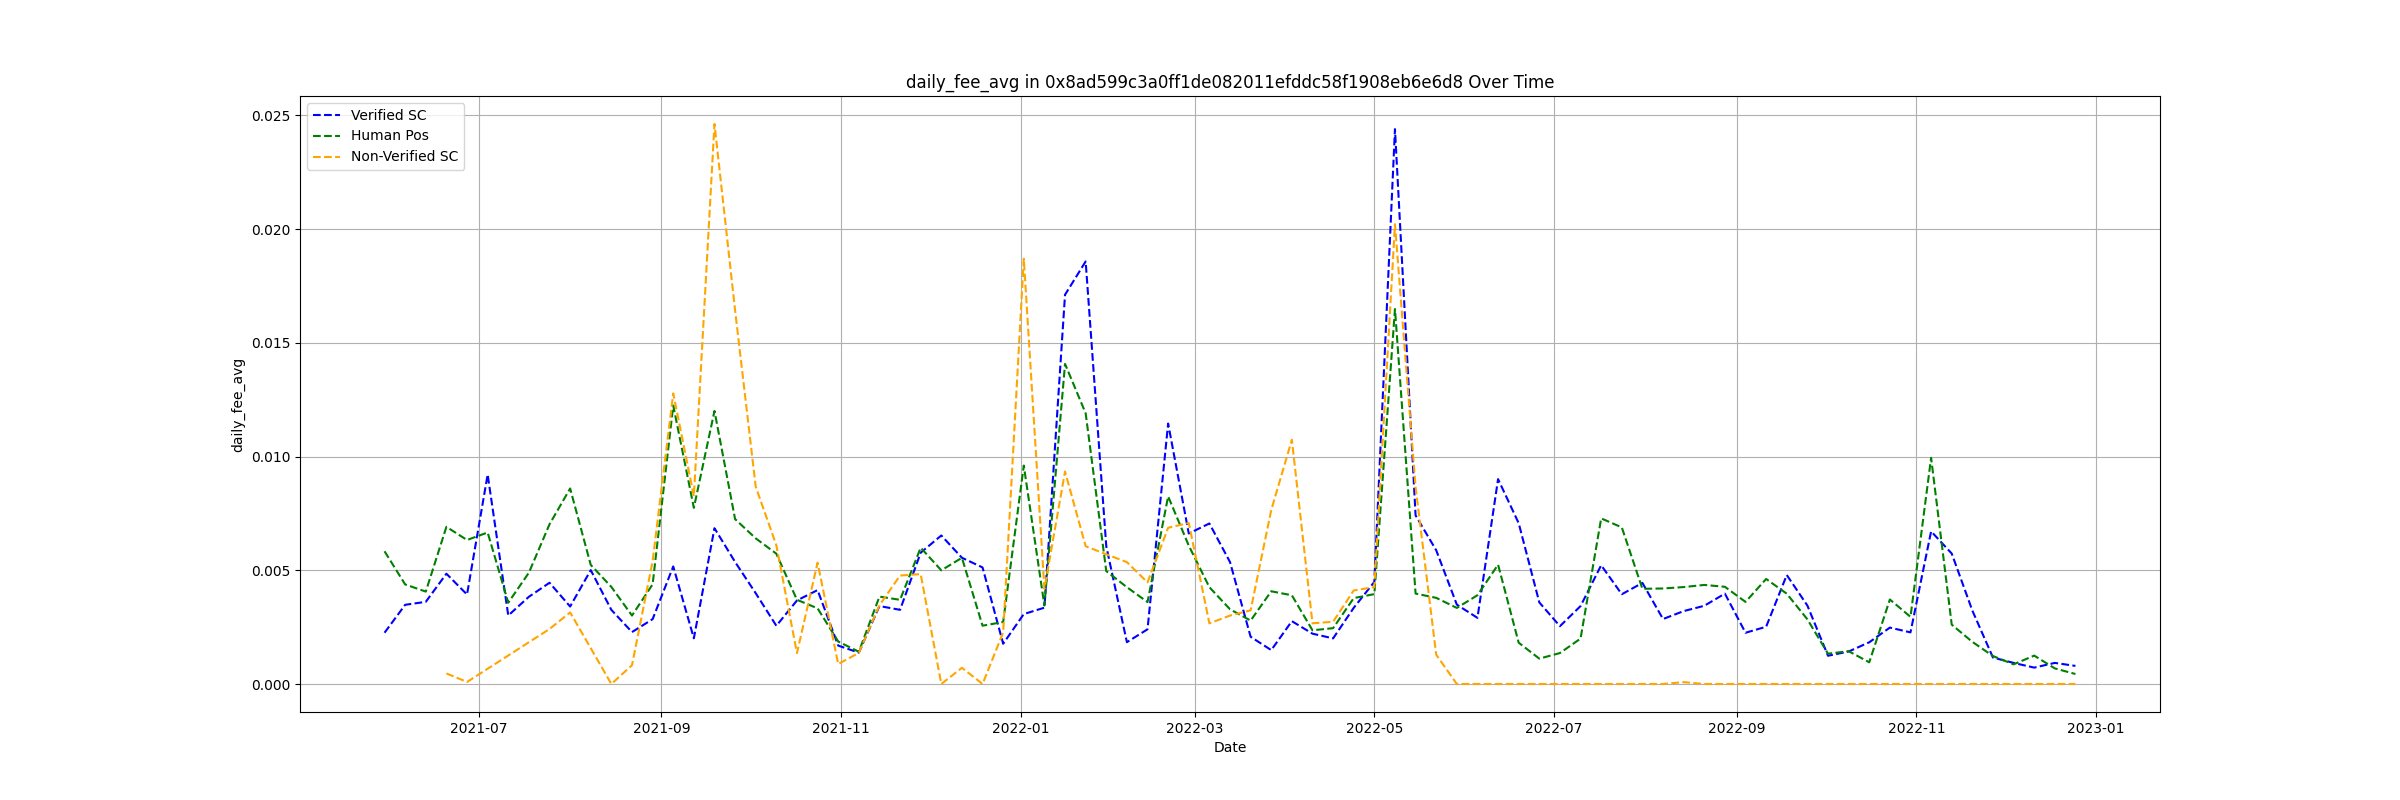 daily_fee_avg in 0x8ad599c3a0ff1de082011efddc58f1908eb6e6d8 Over Time
Verified SC
Human Pos
Non-Verified SC
0.025
0.020
0.015
0.010
0.005
0.000
daily_fee_avg
2021-07
2021-09
2021-11
2022-01
2022-03
2022-05
2022-07
2022-09
2022-11
2023-01
Date